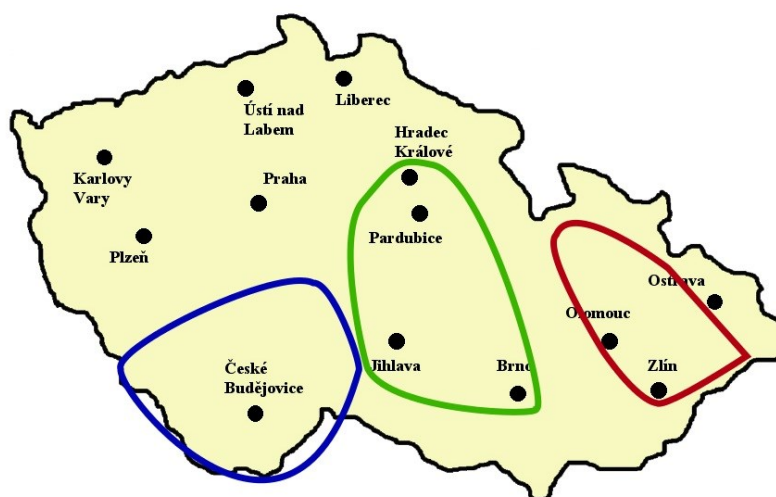 Ústí nad
Labem
Liberec
Hradec
Králové
Karlovy
Vary
Praha
Pardubice
Plzeň
Ostrava
Olomouc
České
Budějovice
Jihlava
Brno
Zlín